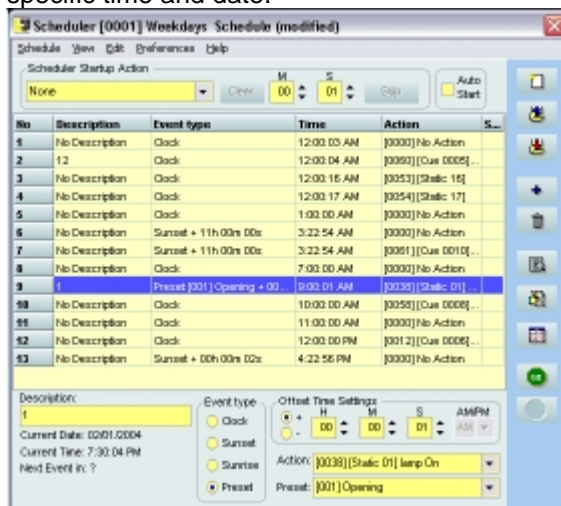 specific time and date.
Scheduler [0001] Weekdays Schedule (modified)
Schedule View Edit Preferences Help
Scheduler Startup Action
None Clear M 00 S 01 Skip Auto Start
No Description Event type Time Action S...
1 No Description Clock 12:00:03 AM [0000] No Action
2 12 Clock 12:00:04 AM [0060] [Cue 0005]...
3 No Description Clock 12:00:16 AM [0053] [Static 16]
4 No Description Clock 12:00:17 AM [0054] [Static 17]
5 No Description Clock 1:00:00 AM [0000] No Action
6 No Description Sunset + 11h 00m 00s 3:22:54 AM [0000] No Action
7 No Description Sunset + 11h 00m 00s 3:22:54 AM [0061] [Cue 0010]...
8 No Description Clock 7:00:00 AM [0000] No Action
9 1 Preset [001] Opening + 00... 9:00:01 AM [0038] [Static 01]...
10 No Description Clock 10:00:00 AM [0058] [Cue 0008]...
11 No Description Clock 11:00:00 AM [0000] No Action
12 No Description Clock 12:00:00 PM [0012] [Cue 0006]...
13 No Description Sunset + 00h 00m 02s 4:22:56 PM [0000] No Action
Description:
1
Current Date: 02/01/2004
Current Time: 7:30:04 PM
Next Event in: ?
Event type
Clock
Sunset
Sunrise
Preset
Offset Time Settings
H M S AM/PM
+ 00 00 01 AM
-
Action: [0038] [Static 01] lamp On
Preset: [001] Opening